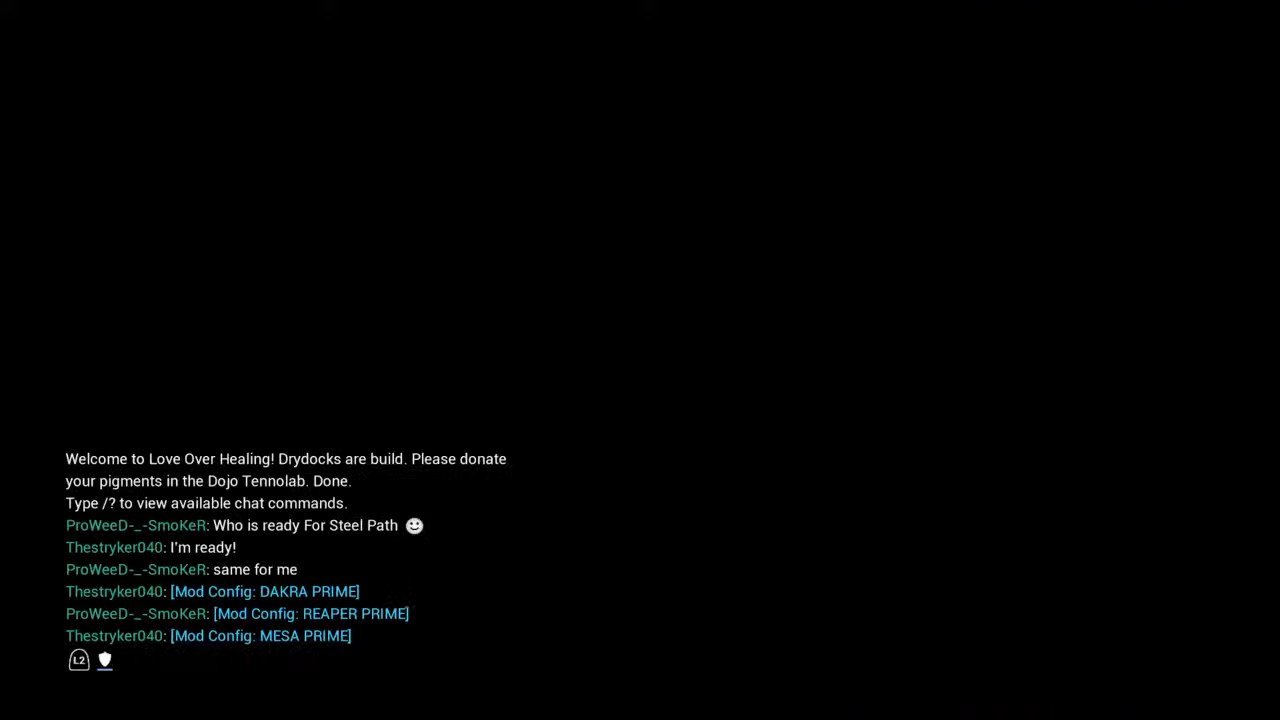 Welcome to Love Over Healing! Drydocks are build. Please donate
your pigments in the Dojo Tennolab. Done.
Type /? to view available chat commands.
ProWeeD-_-SmoKeR: Who is ready For Steel Path
Thestryker040: I'm ready!
ProWeeD-_-SmoKeR: same for me
Thestryker040: [Mod Config: DAKRA PRIME]
ProWeeD-_-SmoKeR: [Mod Config: REAPER PRIME]
Thestryker040: [Mod Config: MESA PRIME]
L2